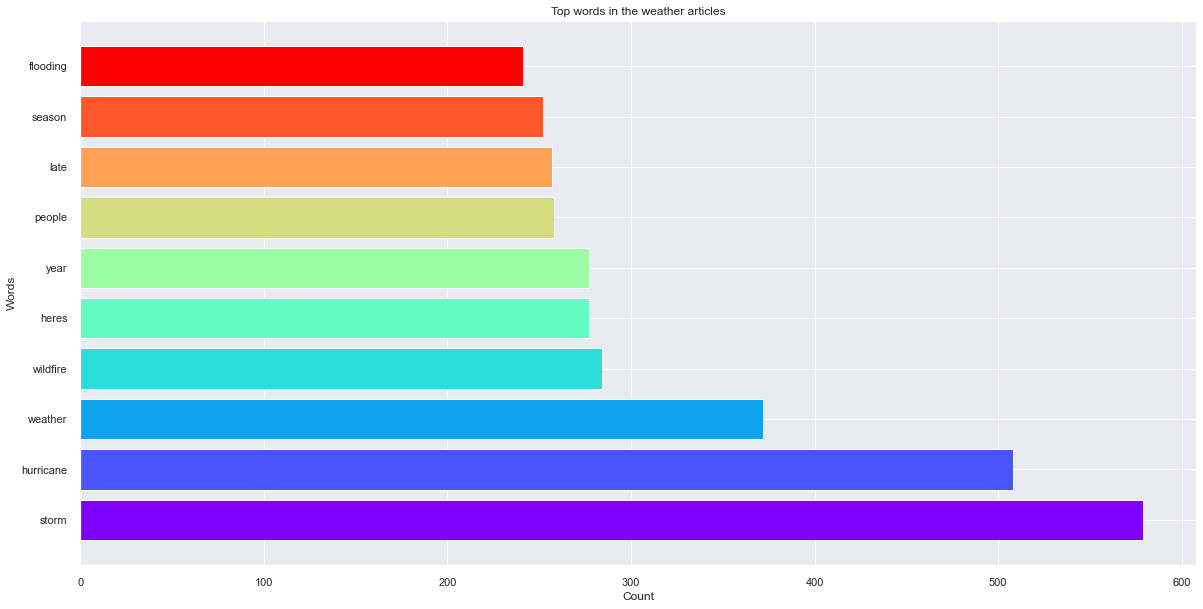 Top words in the weather articles
Words
flooding
season
late
people
year
heres
wildfire
weather
hurricane
storm
0 100 200 300 400 500 600
Count